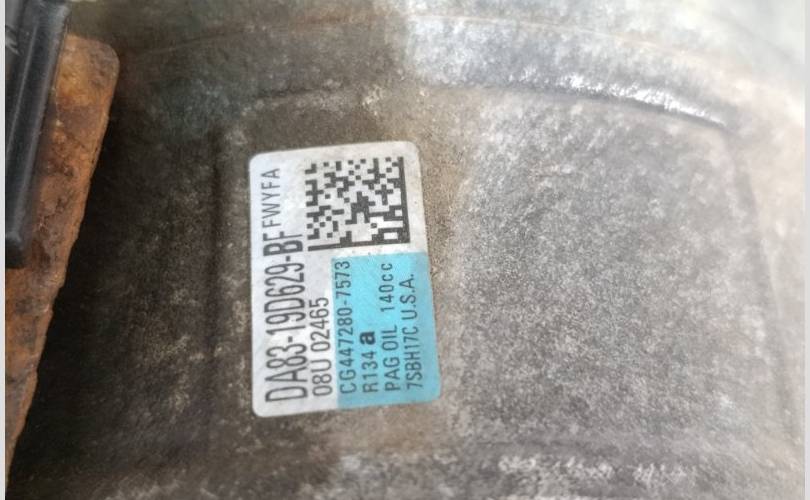 DA83-19D629-BF FWYFA
08U 02465
CG447280-7573
R134a
PAG OIL 140cc
7SBH17C U.S.A.